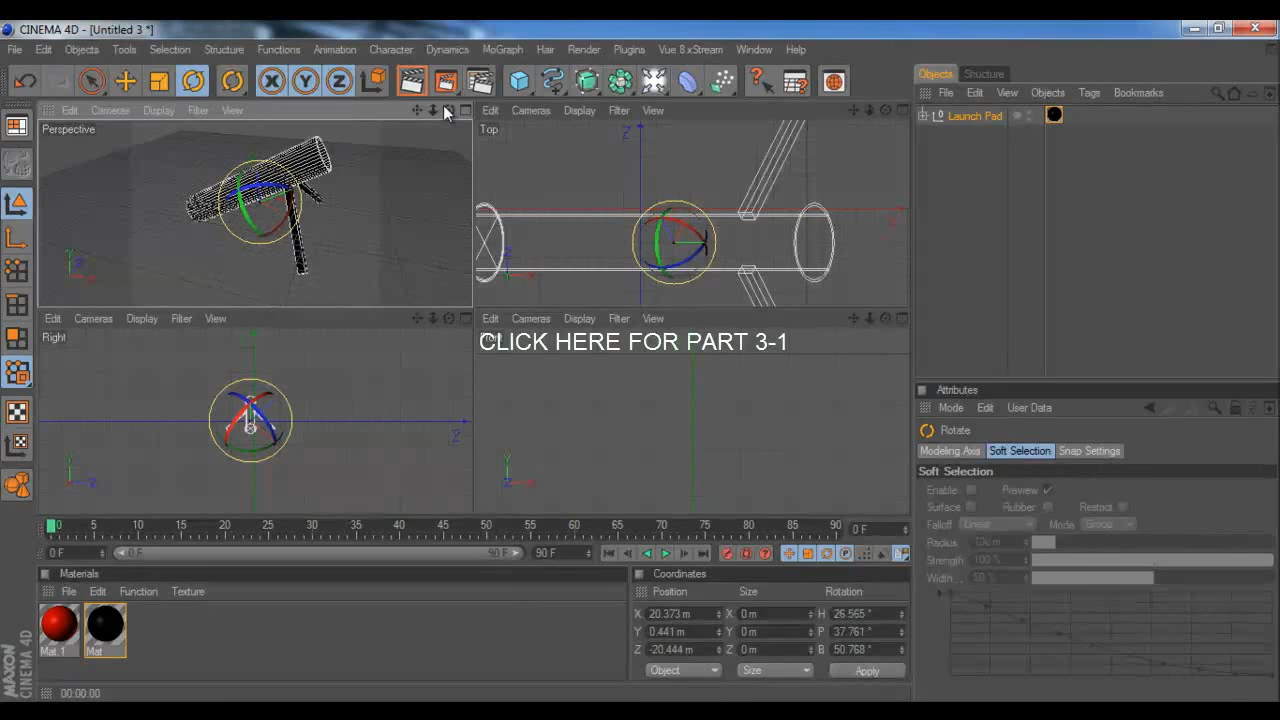 CINEMA 4D - [Untitled 3 *]
File Edit Objects Tools Selection Structure Functions Animation Character Dynamics MoGraph Hair Render Plugins Vue 8 xStream Window Help
X Y Z
Objects Structure
File Edit View Objects Tags Bookmarks
Launch Pad
Edit Cameras Display Filter View
Perspective
Edit Cameras Display Filter View
Top
Edit Cameras Display Filter View
Right
Edit Cameras Display Filter View
CLICK HERE FOR PART 3-1
Attributes
Mode Edit User Data
Rotate
Modeling Axis Soft Selection Snap Settings
Soft Selection
Enable Preview
Surface Rubber Restrict
Falloff Linear Mode Group
Radius 100 m
Strength 100 %
Width... 50 %
0 5 10 15 20 25 30 35 40 45 50 55 60 65 70 75 80 85 90 0 F
0 F 0 F 90 F 90 F
Materials
File Edit Function Texture
Mat.1 Mat
Coordinates
Position Size Rotation
X 20.373 m X 0 m H 26.565 °
Y 0.441 m Y 0 m P 37.761 °
Z -20.444 m Z 0 m B 50.768 °
Object Size Apply
MAXON CINEMA 4D
00:00:00